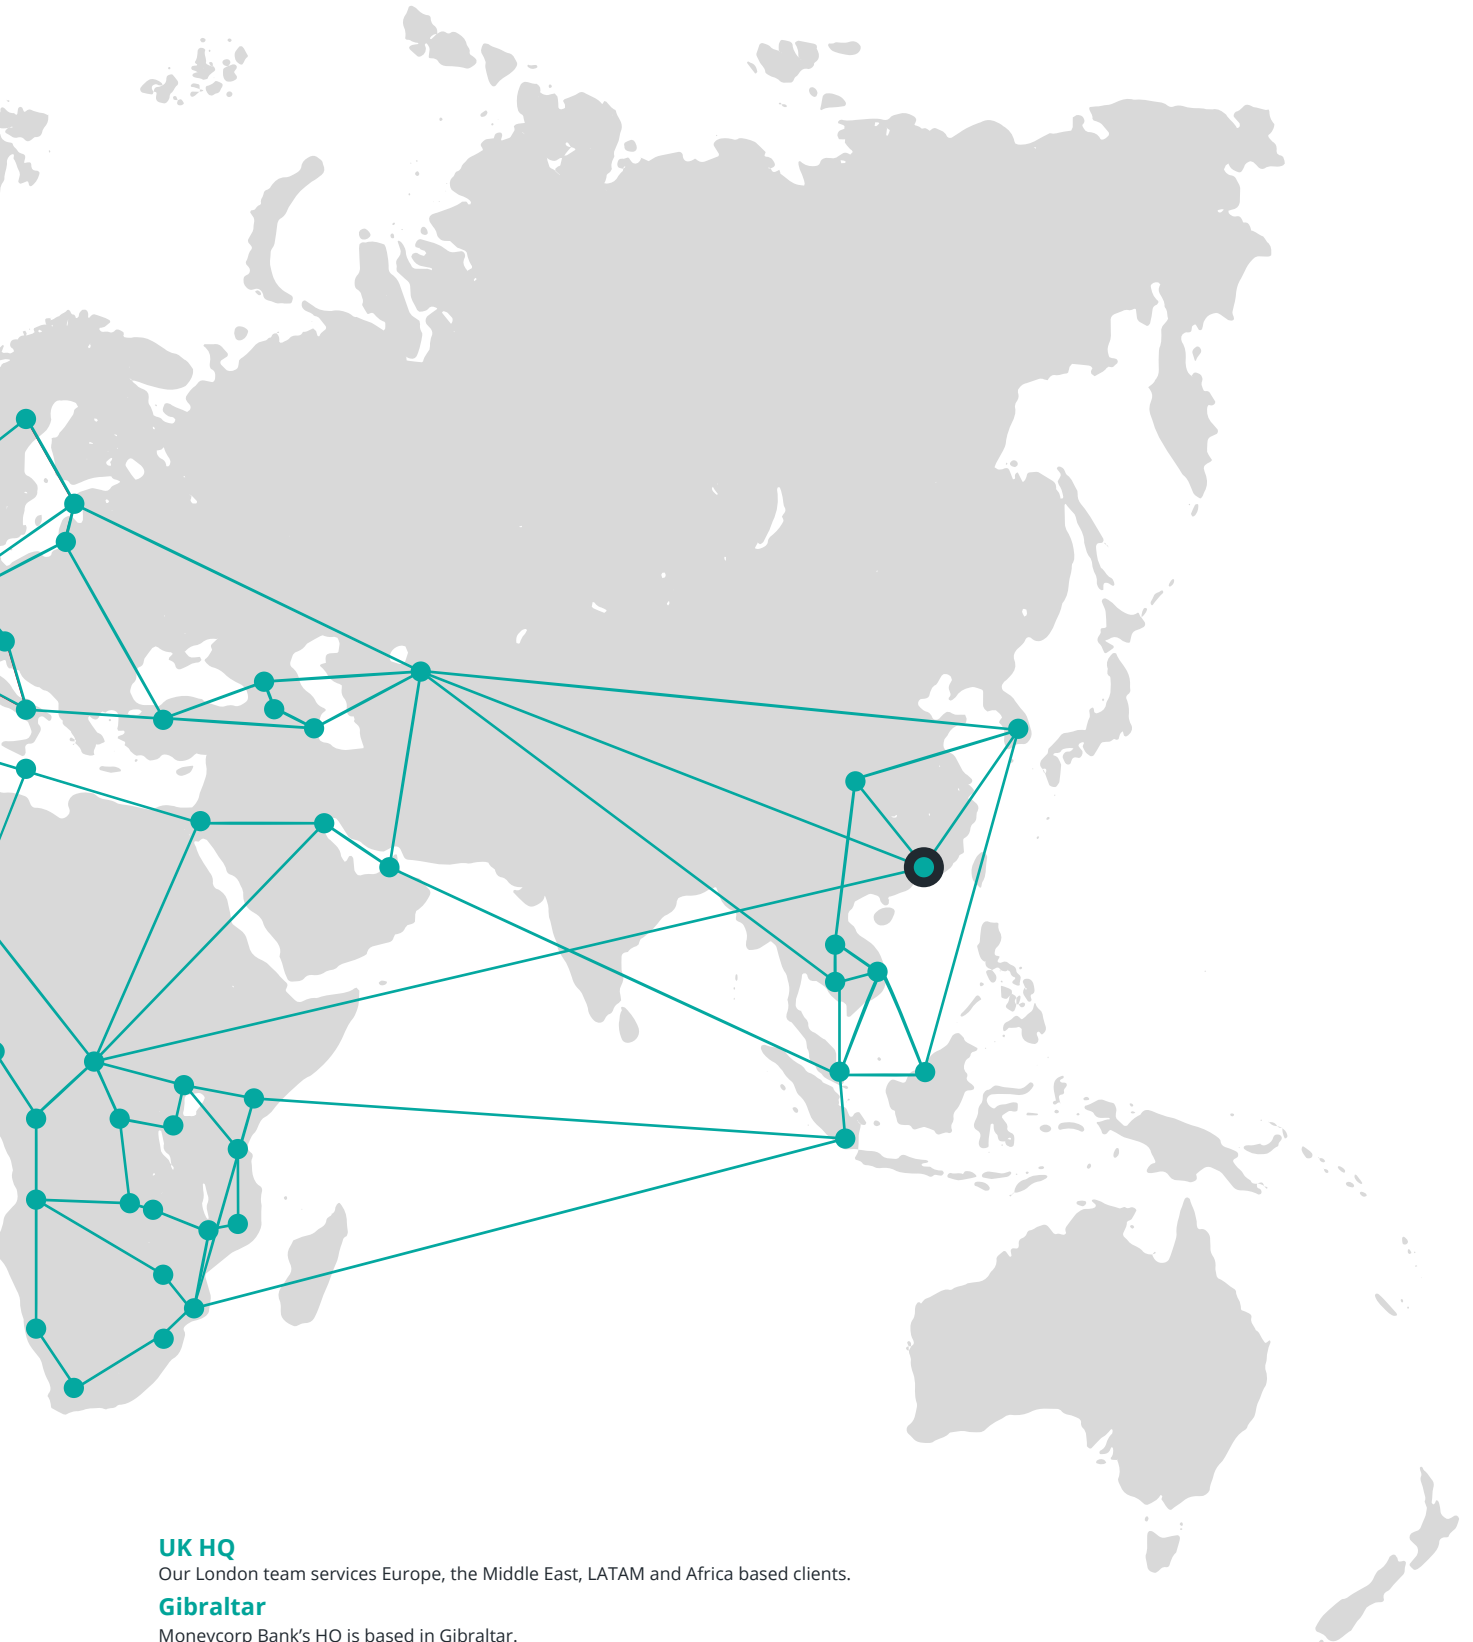 UK HQ
Our London team services Europe, the Middle East, LATAM and Africa based clients.
Gibraltar
Moneycorp Bank’s HQ is based in Gibraltar.